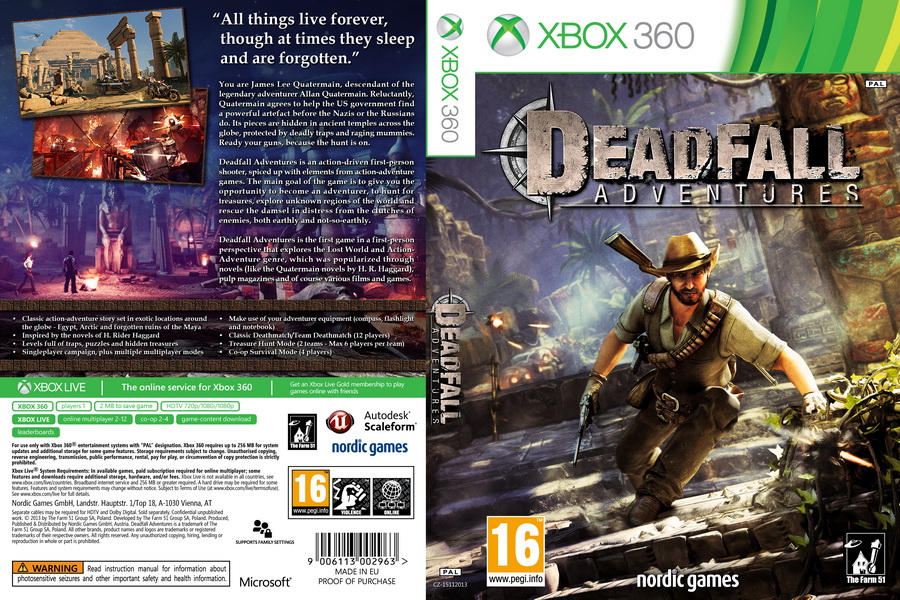 “All things live forever,
though at times they sleep
and are forgotten.”
You are James Lee Quatermain, descendant of the
legendary adventurer Allan Quatermain. Reluctantly,
Quatermain agrees to help the US government find
a powerful artefact before the Nazis or the Russians
do. Its pieces are hidden in ancient temples across the
globe, protected by deadly traps and raging mummies.
Ready your guns, because the hunt is on.
Deadfall Adventures is an action-driven first-person
shooter, spiced up with elements from action-adventure
games. The main goal of the game is to give you the
opportunity to become an adventurer, to hunt for
treasures, explore unknown regions of the world and
rescue the damsel in distress from the clutches of
enemies, both earthly and not-so-earthly.
Deadfall Adventures is the first game in a first-person
perspective that explores the Lost World and Action-
Adventure genre, which was popularized through
novels (like the Quatermain novels by H. R. Haggard),
pulp magazines and of course various films and games.
• Classic action-adventure story set in exotic locations around
the globe - Egypt, Arctic and forgotten ruins of the Maya
• Inspired by the novels of H. Rider Haggard
• Levels full of traps, puzzles and hidden treasures
• Singleplayer campaign, plus multiple multiplayer modes
• Make use of your adventurer equipment (compass, flashlight
and notebook)
• Classic Deathmatch/Team Deathmatch (12 players)
• Treasure Hunt Mode (2 teams - Max 6 players per team)
• Co-op Survival Mode (4 players)
XBOX LIVE
The online service for Xbox 360
Get an Xbox Live Gold membership to play
games online with friends
XBOX 360 players 1 2 MB to save game HDTV 720p/1080i/1080p
XBOX LIVE online multiplayer 2-12 co-op 2-4 game-content download
leaderboards
For use only with Xbox 360® entertainment systems with "PAL" designation. Xbox 360 requires up to 256 MB for system
updates and additional storage for some game features. Storage requirements subject to change. Unauthorised copying,
reverse engineering, transmission, public performance, rental, pay for play, or circumvention of copy protection is strictly
prohibited.
Xbox Live® System Requirements: In available games, paid subscription required for online multiplayer; some
features and downloads require additional storage, hardware, and/or fees. Xbox Live is not available in all countries, see
www.xbox.com/live/countries. Broadband internet service and 256 MB or greater required. A hard drive may be required for some
features. Features and system requirements may change without notice. Subject to Terms of Use (at www.xbox.com/live/termsofuse).
See www.xbox.com/live for full details.
Nordic Games GmbH, Landstr. Hauptstr. 1/Top 18, A-1030 Vienna, AT
Separate cables may be required for HDTV and Dolby Digital. Sold separately. Confidential unpublished
work. © 2013 by The Farm 51 Group SA, Poland. Developed by The Farm 51 Group SA, Poland. Produced,
Published & Distributed by Nordic Games GmbH, Austria. Deadfall Adventures is a trademark of The
Farm 51 Group SA, Poland. All other brands, product names and logos are trademarks or registered
trademarks of their respective owners. All rights reserved. Any unauthorized copying, hiring, lending or
reproduction in whole or part is prohibited.
WARNING
Read instruction manual for information about
photosensitive seizures and other important safety and health information.
The Farm 51
Autodesk®
Scaleform®
nordic games
16
www.pegi.info
VIOLENCE
ONLINE
SUPPORTS FAMILY SETTINGS
Microsoft®
9 006113 002963 >
MADE IN EU
PROOF OF PURCHASE
XBOX 360
DEADFALL
ADVENTURES
PAL
CZ-15112013
XBOX 360
PAL
DEADFALL
ADVENTURES
16
www.pegi.info
nordic games
The Farm 51